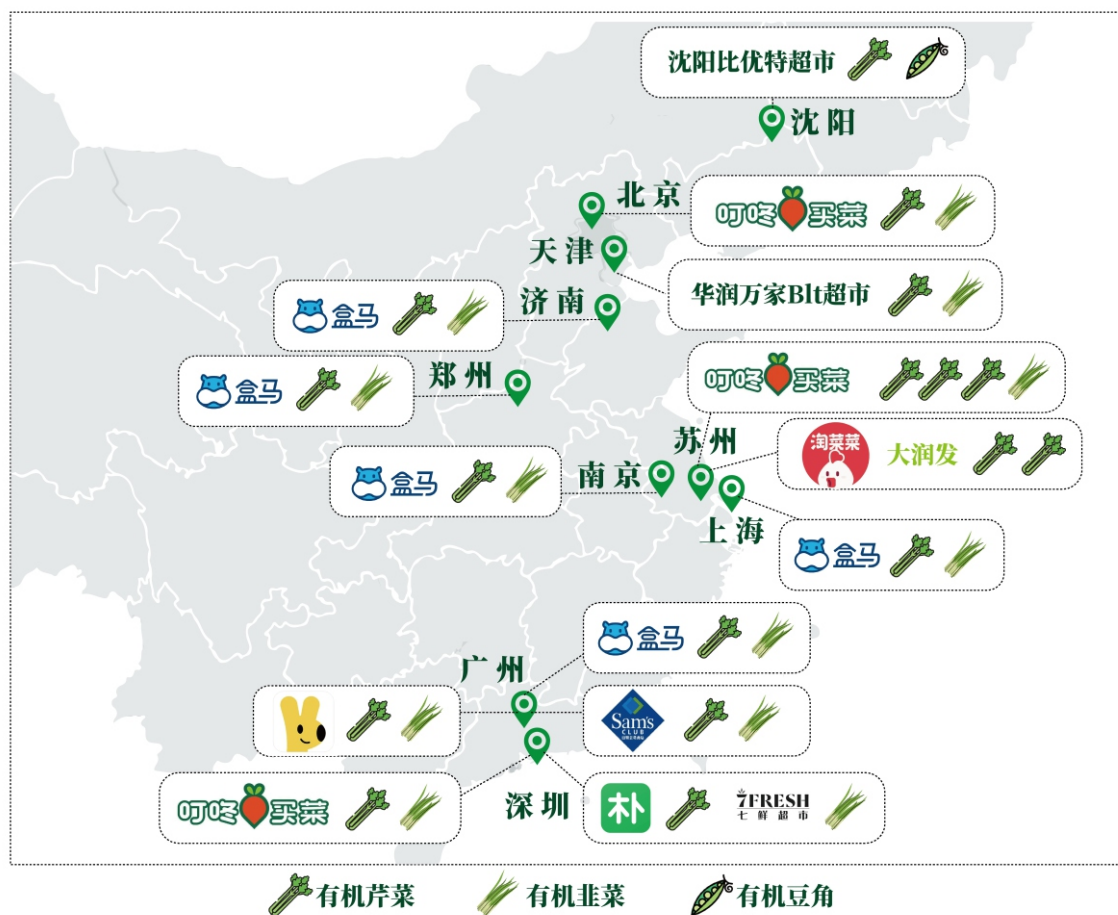 沈阳比优特超市
沈阳
北京
叮咚买菜
天津
华润万家Blt超市
济南
盒马
郑州
盒马
叮咚买菜
苏州
淘菜菜
大润发
南京
盒马
上海
盒马
广州
盒马
Sam's
CLUB
深圳
叮咚买菜
朴
7FRESH
七鲜超市
有机芹菜
有机韭菜
有机豆角